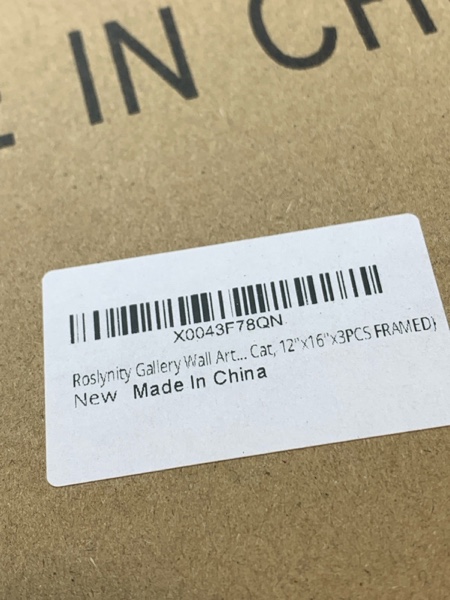 IN CH
X0043F78QN
Roslynity Gallery Wall Art... Cat, 12"x16"x3PCS FRAMED)
New Made In China